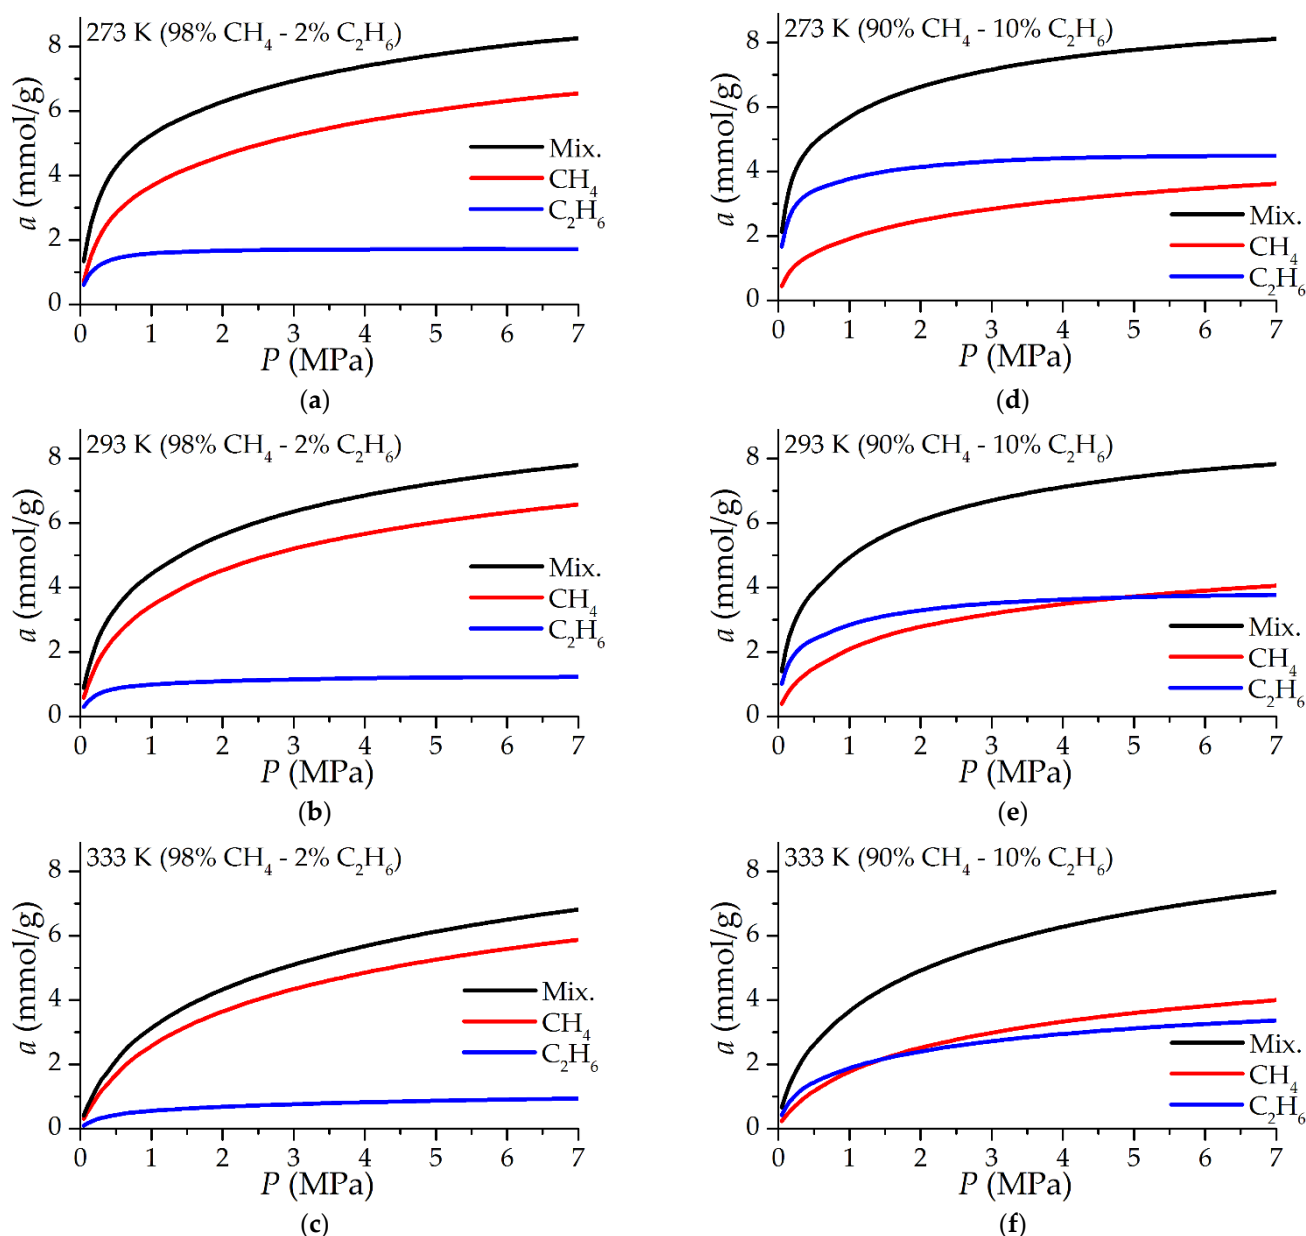 273 K (98% CH₄ - 2% C₂H₆)
a (mmol/g)
8
6
4
2
0
Mix.
CH₄
C₂H₆
0 1 2 3 4 5 6 7
P (MPa)
(a)
273 K (90% CH₄ - 10% C₂H₆)
a (mmol/g)
8
6
4
2
0
Mix.
CH₄
C₂H₆
0 1 2 3 4 5 6 7
P (MPa)
(d)
293 K (98% CH₄ - 2% C₂H₆)
a (mmol/g)
8
6
4
2
0
Mix.
CH₄
C₂H₆
0 1 2 3 4 5 6 7
P (MPa)
(b)
293 K (90% CH₄ - 10% C₂H₆)
a (mmol/g)
8
6
4
2
0
Mix.
CH₄
C₂H₆
0 1 2 3 4 5 6 7
P (MPa)
(e)
333 K (98% CH₄ - 2% C₂H₆)
a (mmol/g)
8
6
4
2
0
Mix.
CH₄
C₂H₆
0 1 2 3 4 5 6 7
P (MPa)
(c)
333 K (90% CH₄ - 10% C₂H₆)
a (mmol/g)
8
6
4
2
0
Mix.
CH₄
C₂H₆
0 1 2 3 4 5 6 7
P (MPa)
(f)